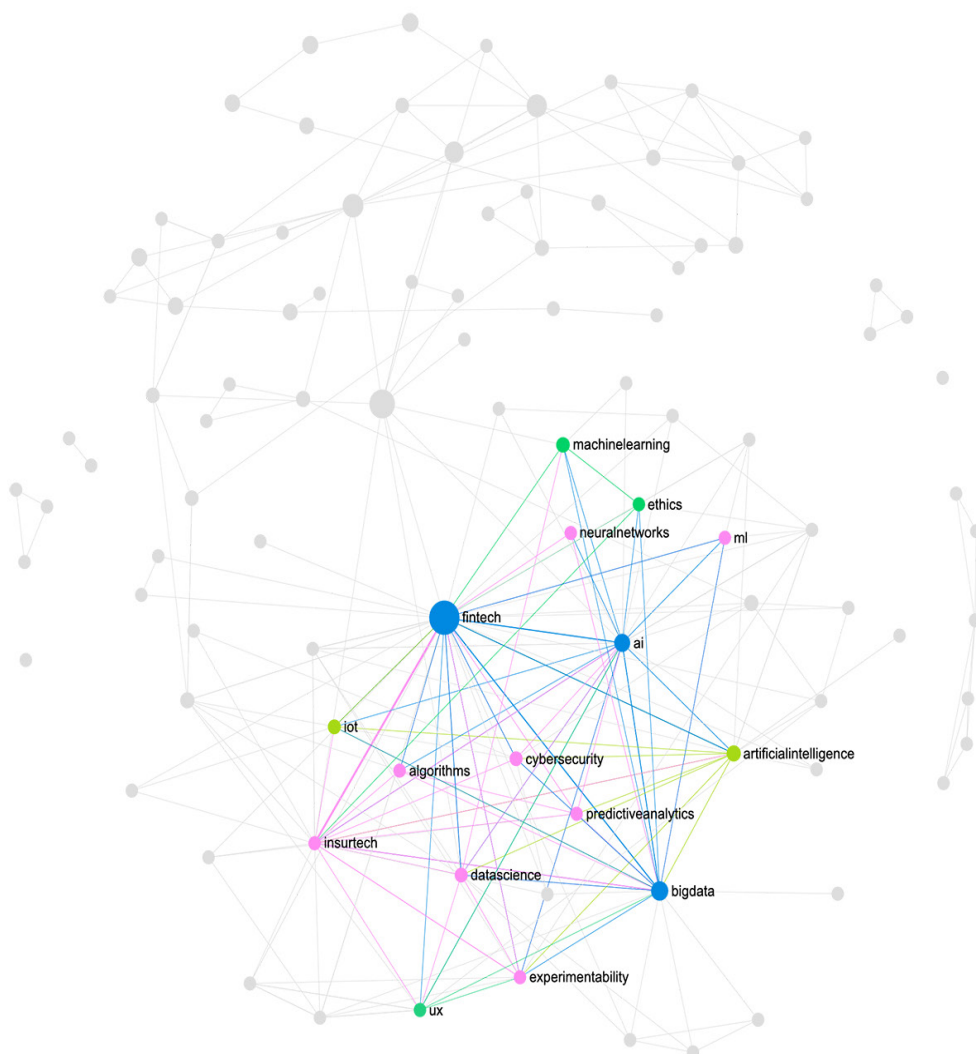 machinelearning
ethics
neuralnetworks
ml
fintech
ai
iot
artificialintelligence
cybersecurity
algorithms
predictiveanalytics
insurtech
datascience
bigdata
experimentability
ux